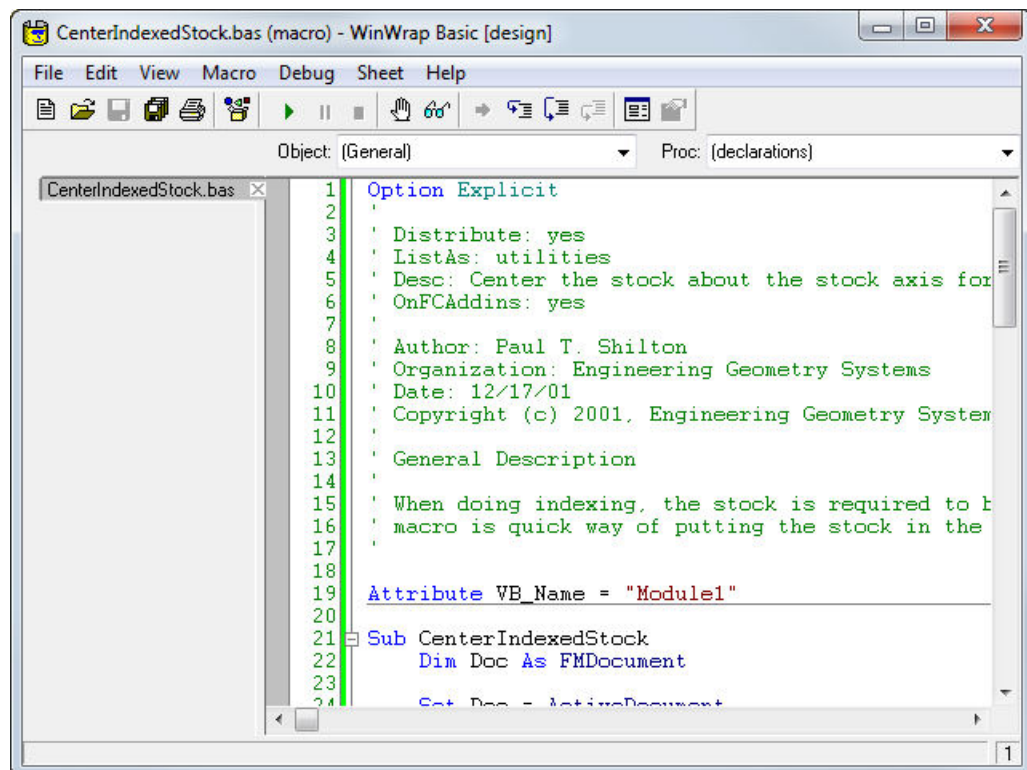 CenterIndexedStock.bas (macro) - WinWrap Basic [design]
File Edit View Macro Debug Sheet Help
Object: (General) Proc: (declarations)
CenterIndexedStock.bas
1 Option Explicit
2 '
3 ' Distribute: yes
4 ' ListAs: utilities
5 ' Desc: Center the stock about the stock axis for
6 ' OnFCAddins: yes
7 '
8 ' Author: Paul T. Shilton
9 ' Organization: Engineering Geometry Systems
10 ' Date: 12/17/01
11 ' Copyright (c) 2001, Engineering Geometry System
12 '
13 ' General Description
14 '
15 ' When doing indexing, the stock is required to b
16 ' macro is quick way of putting the stock in the
17 '
18
19 Attribute VB_Name = "Module1"
20
21 Sub CenterIndexedStock
22 Dim Doc As FMDocument
23
24 Set Doc = ActiveDocument
1